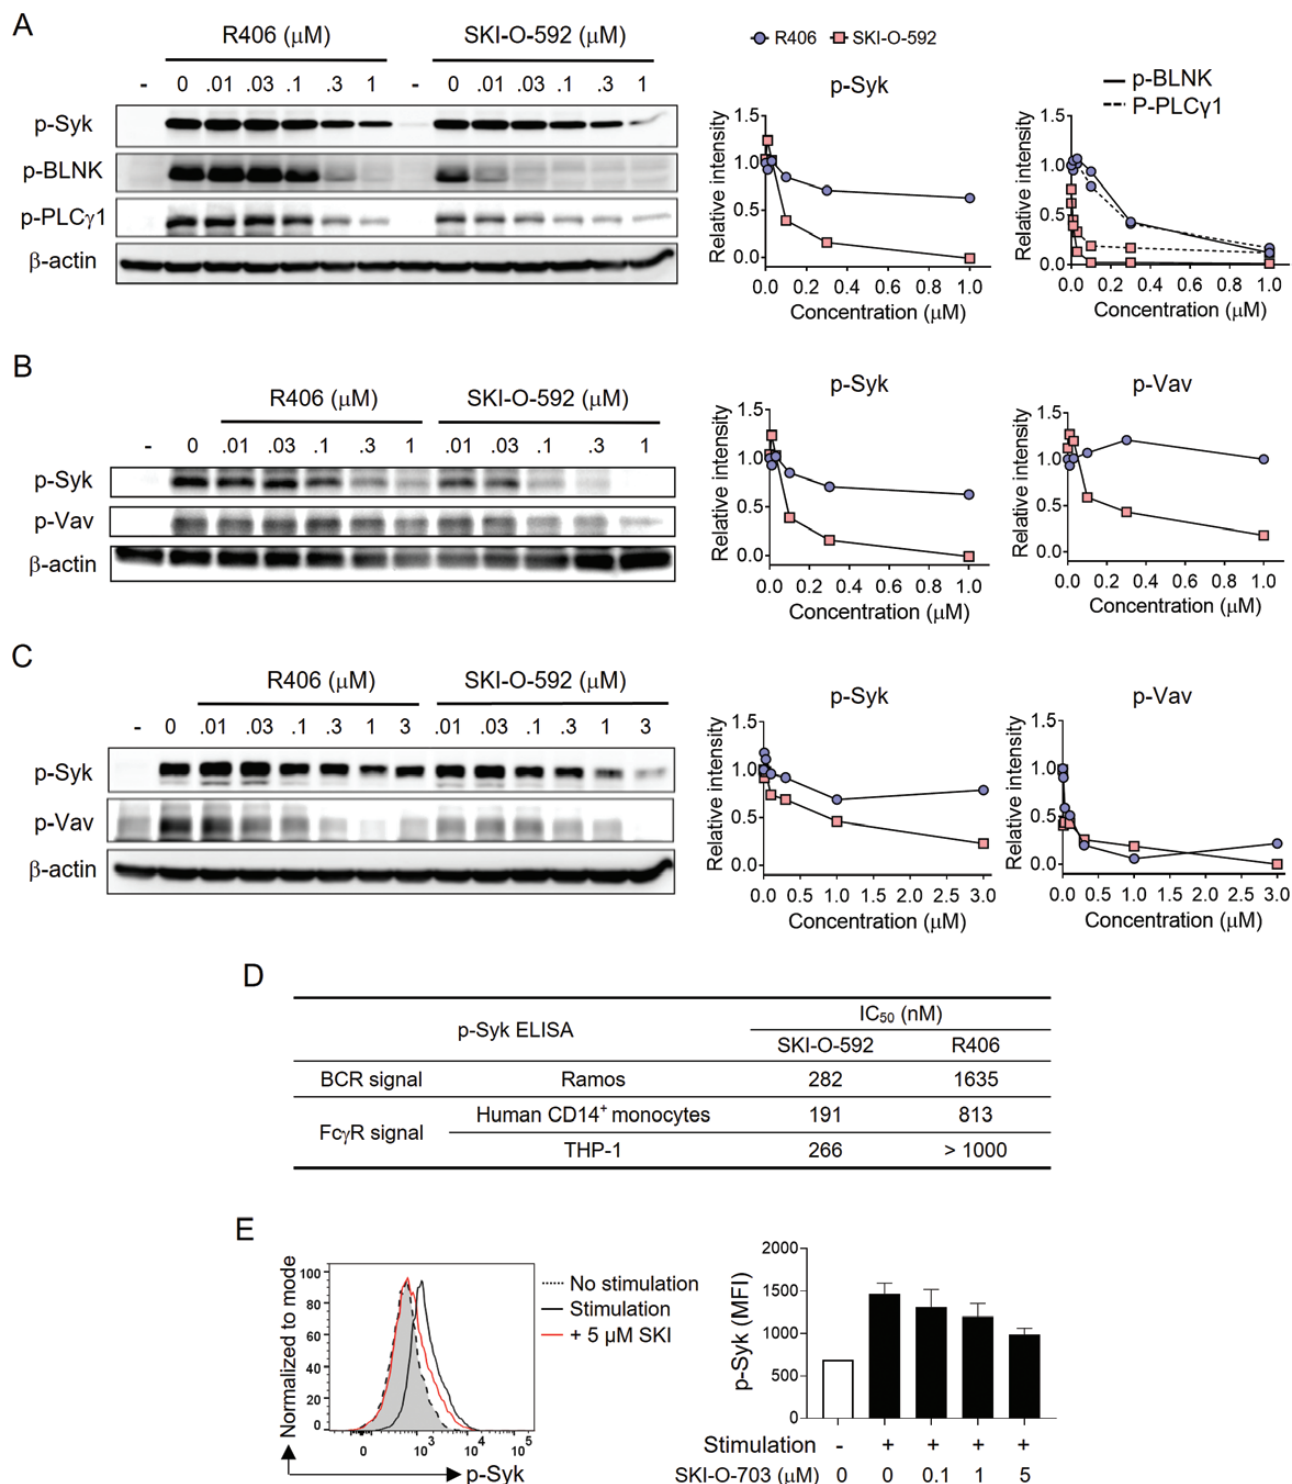 A
R406 (μM) SKI-O-592 (μM)
- 0 .01 .03 .1 .3 1 - 0 .01 .03 .1 .3 1
p-Syk
p-BLNK
p-PLCγ1
β-actin
R406 SKI-O-592
p-Syk
Relative intensity
1.5
1.0
0.5
0.0
0.0 0.2 0.4 0.6 0.8 1.0
Concentration (μM)
p-BLNK
P-PLCγ1
Relative intensity
1.5
1.0
0.5
0.0
0.0 0.2 0.4 0.6 0.8 1.0
Concentration (μM)
B
R406 (μM) SKI-O-592 (μM)
- 0 .01 .03 .1 .3 1 .01 .03 .1 .3 1
p-Syk
p-Vav
β-actin
p-Syk
Relative intensity
1.5
1.0
0.5
0.0
0.0 0.2 0.4 0.6 0.8 1.0
Concentration (μM)
p-Vav
Relative intensity
1.5
1.0
0.5
0.0
0.0 0.2 0.4 0.6 0.8 1.0
Concentration (μM)
C
R406 (μM) SKI-O-592 (μM)
- 0 .01 .03 .1 .3 1 3 .01 .03 .1 .3 1 3
p-Syk
p-Vav
β-actin
p-Syk
Relative intensity
1.5
1.0
0.5
0.0
0.0 0.5 1.0 1.5 2.0 2.5 3.0
Concentration (μM)
p-Vav
Relative intensity
1.5
1.0
0.5
0.0
0.0 0.5 1.0 1.5 2.0 2.5 3.0
Concentration (μM)
D
p-Syk ELISA IC50 (nM)
SKI-O-592 R406
BCR signal Ramos 282 1635
FcγR signal Human CD14+ monocytes 191 813
THP-1 266 > 1000
E
Normalized to mode
100
80
60
40
20
0
0 10³ 10⁴ 10⁵
p-Syk
No stimulation
Stimulation
+ 5 μM SKI
p-Syk (MFI)
2000
1500
1000
500
0
Stimulation - + + + +
SKI-O-703 (μM) 0 0 0.1 1 5